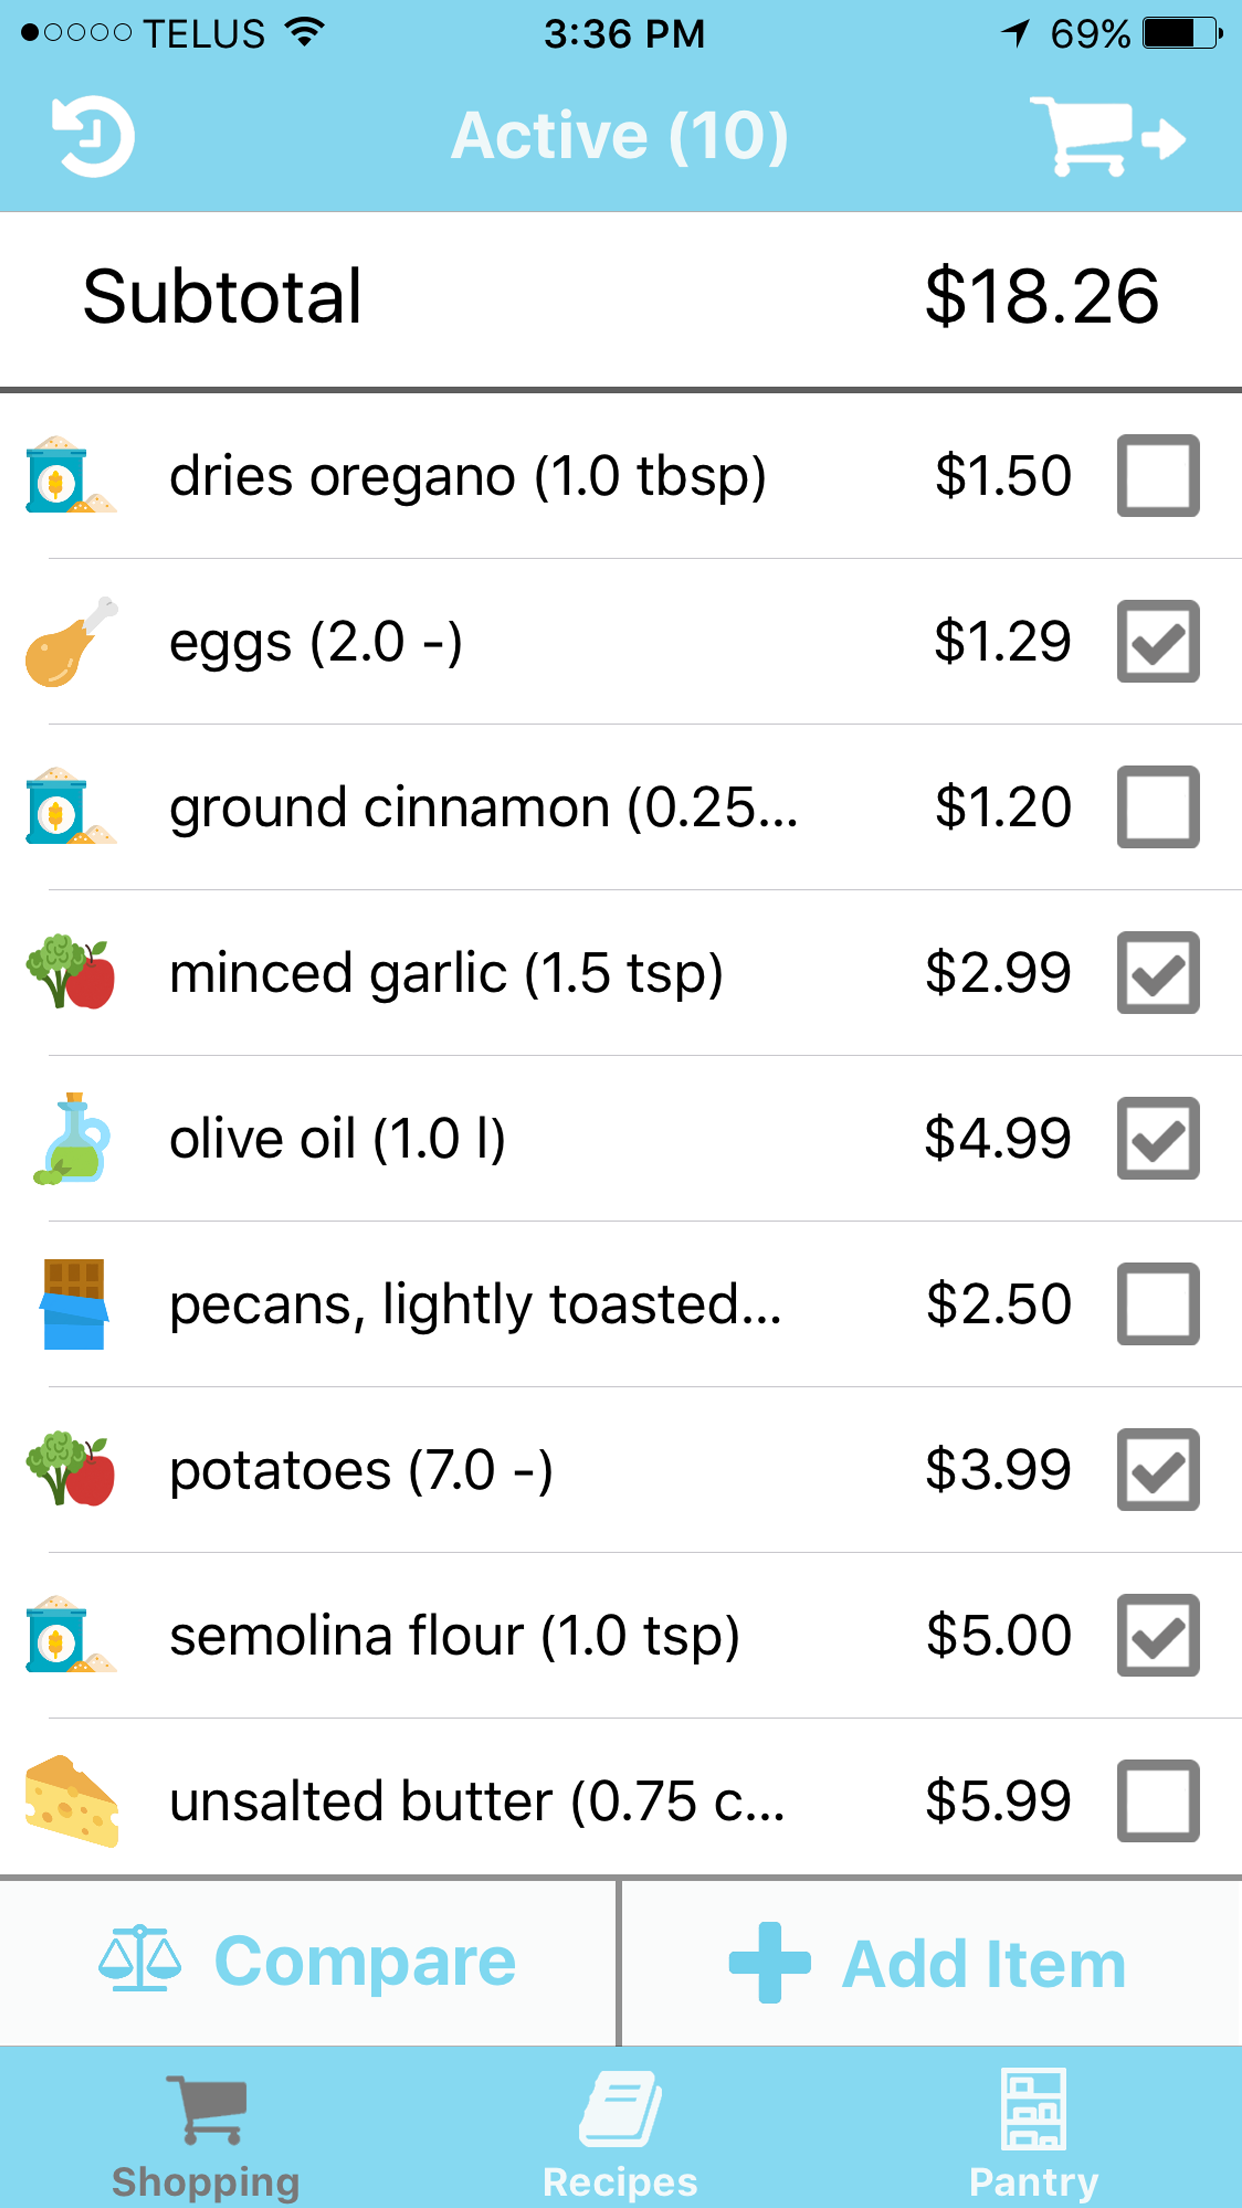 TELUS 3:36 PM 69%
Active (10)
Subtotal $18.26
dries oregano (1.0 tbsp) $1.50
eggs (2.0 -) $1.29
ground cinnamon (0.25... $1.20
minced garlic (1.5 tsp) $2.99
olive oil (1.0 l) $4.99
pecans, lightly toasted... $2.50
potatoes (7.0 -) $3.99
semolina flour (1.0 tsp) $5.00
unsalted butter (0.75 c... $5.99
Compare Add Item
Shopping Recipes Pantry